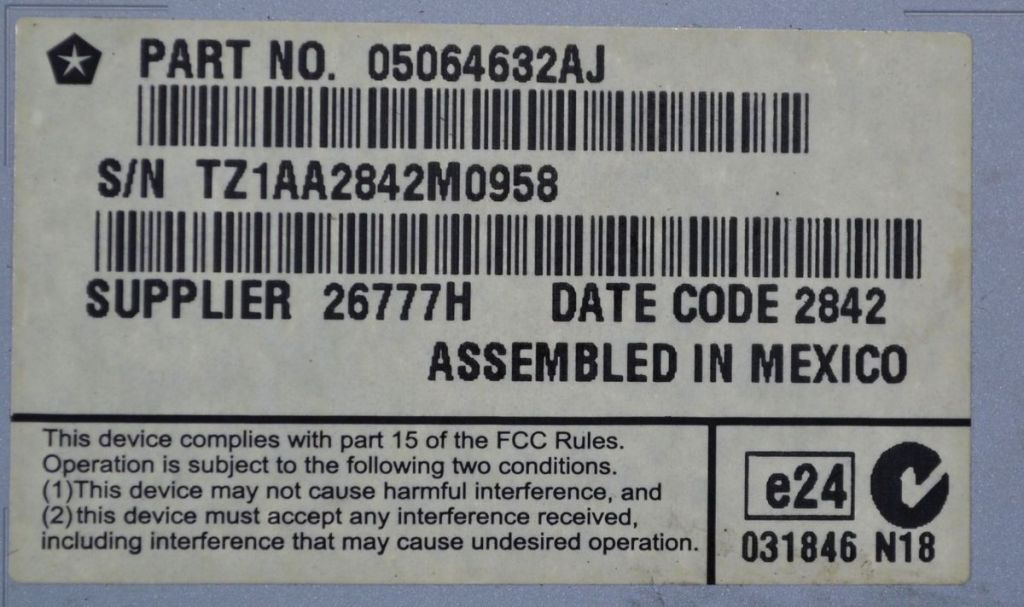 PART NO. 05064632AJ
S/N TZ1AA2842M0958
SUPPLIER 26777H DATE CODE 2842
ASSEMBLED IN MEXICO
This device complies with part 15 of the FCC Rules.
Operation is subject to the following two conditions.
(1)This device may not cause harmful interference, and
(2)this device must accept any interference received,
including interference that may cause undesired operation.
e24
031846 N18